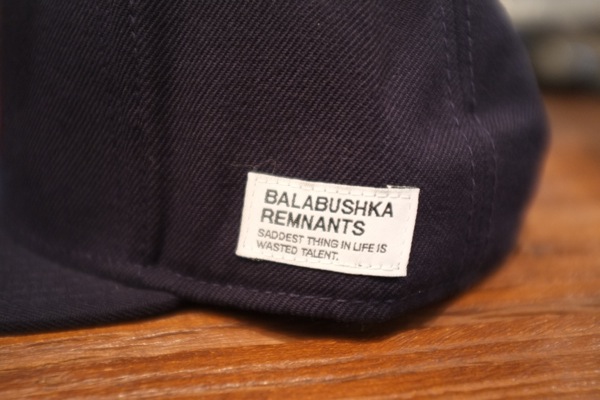 BALABUSHKA
REMNANTS
SADDEST THING IN LIFE IS
WASTED TALENT.